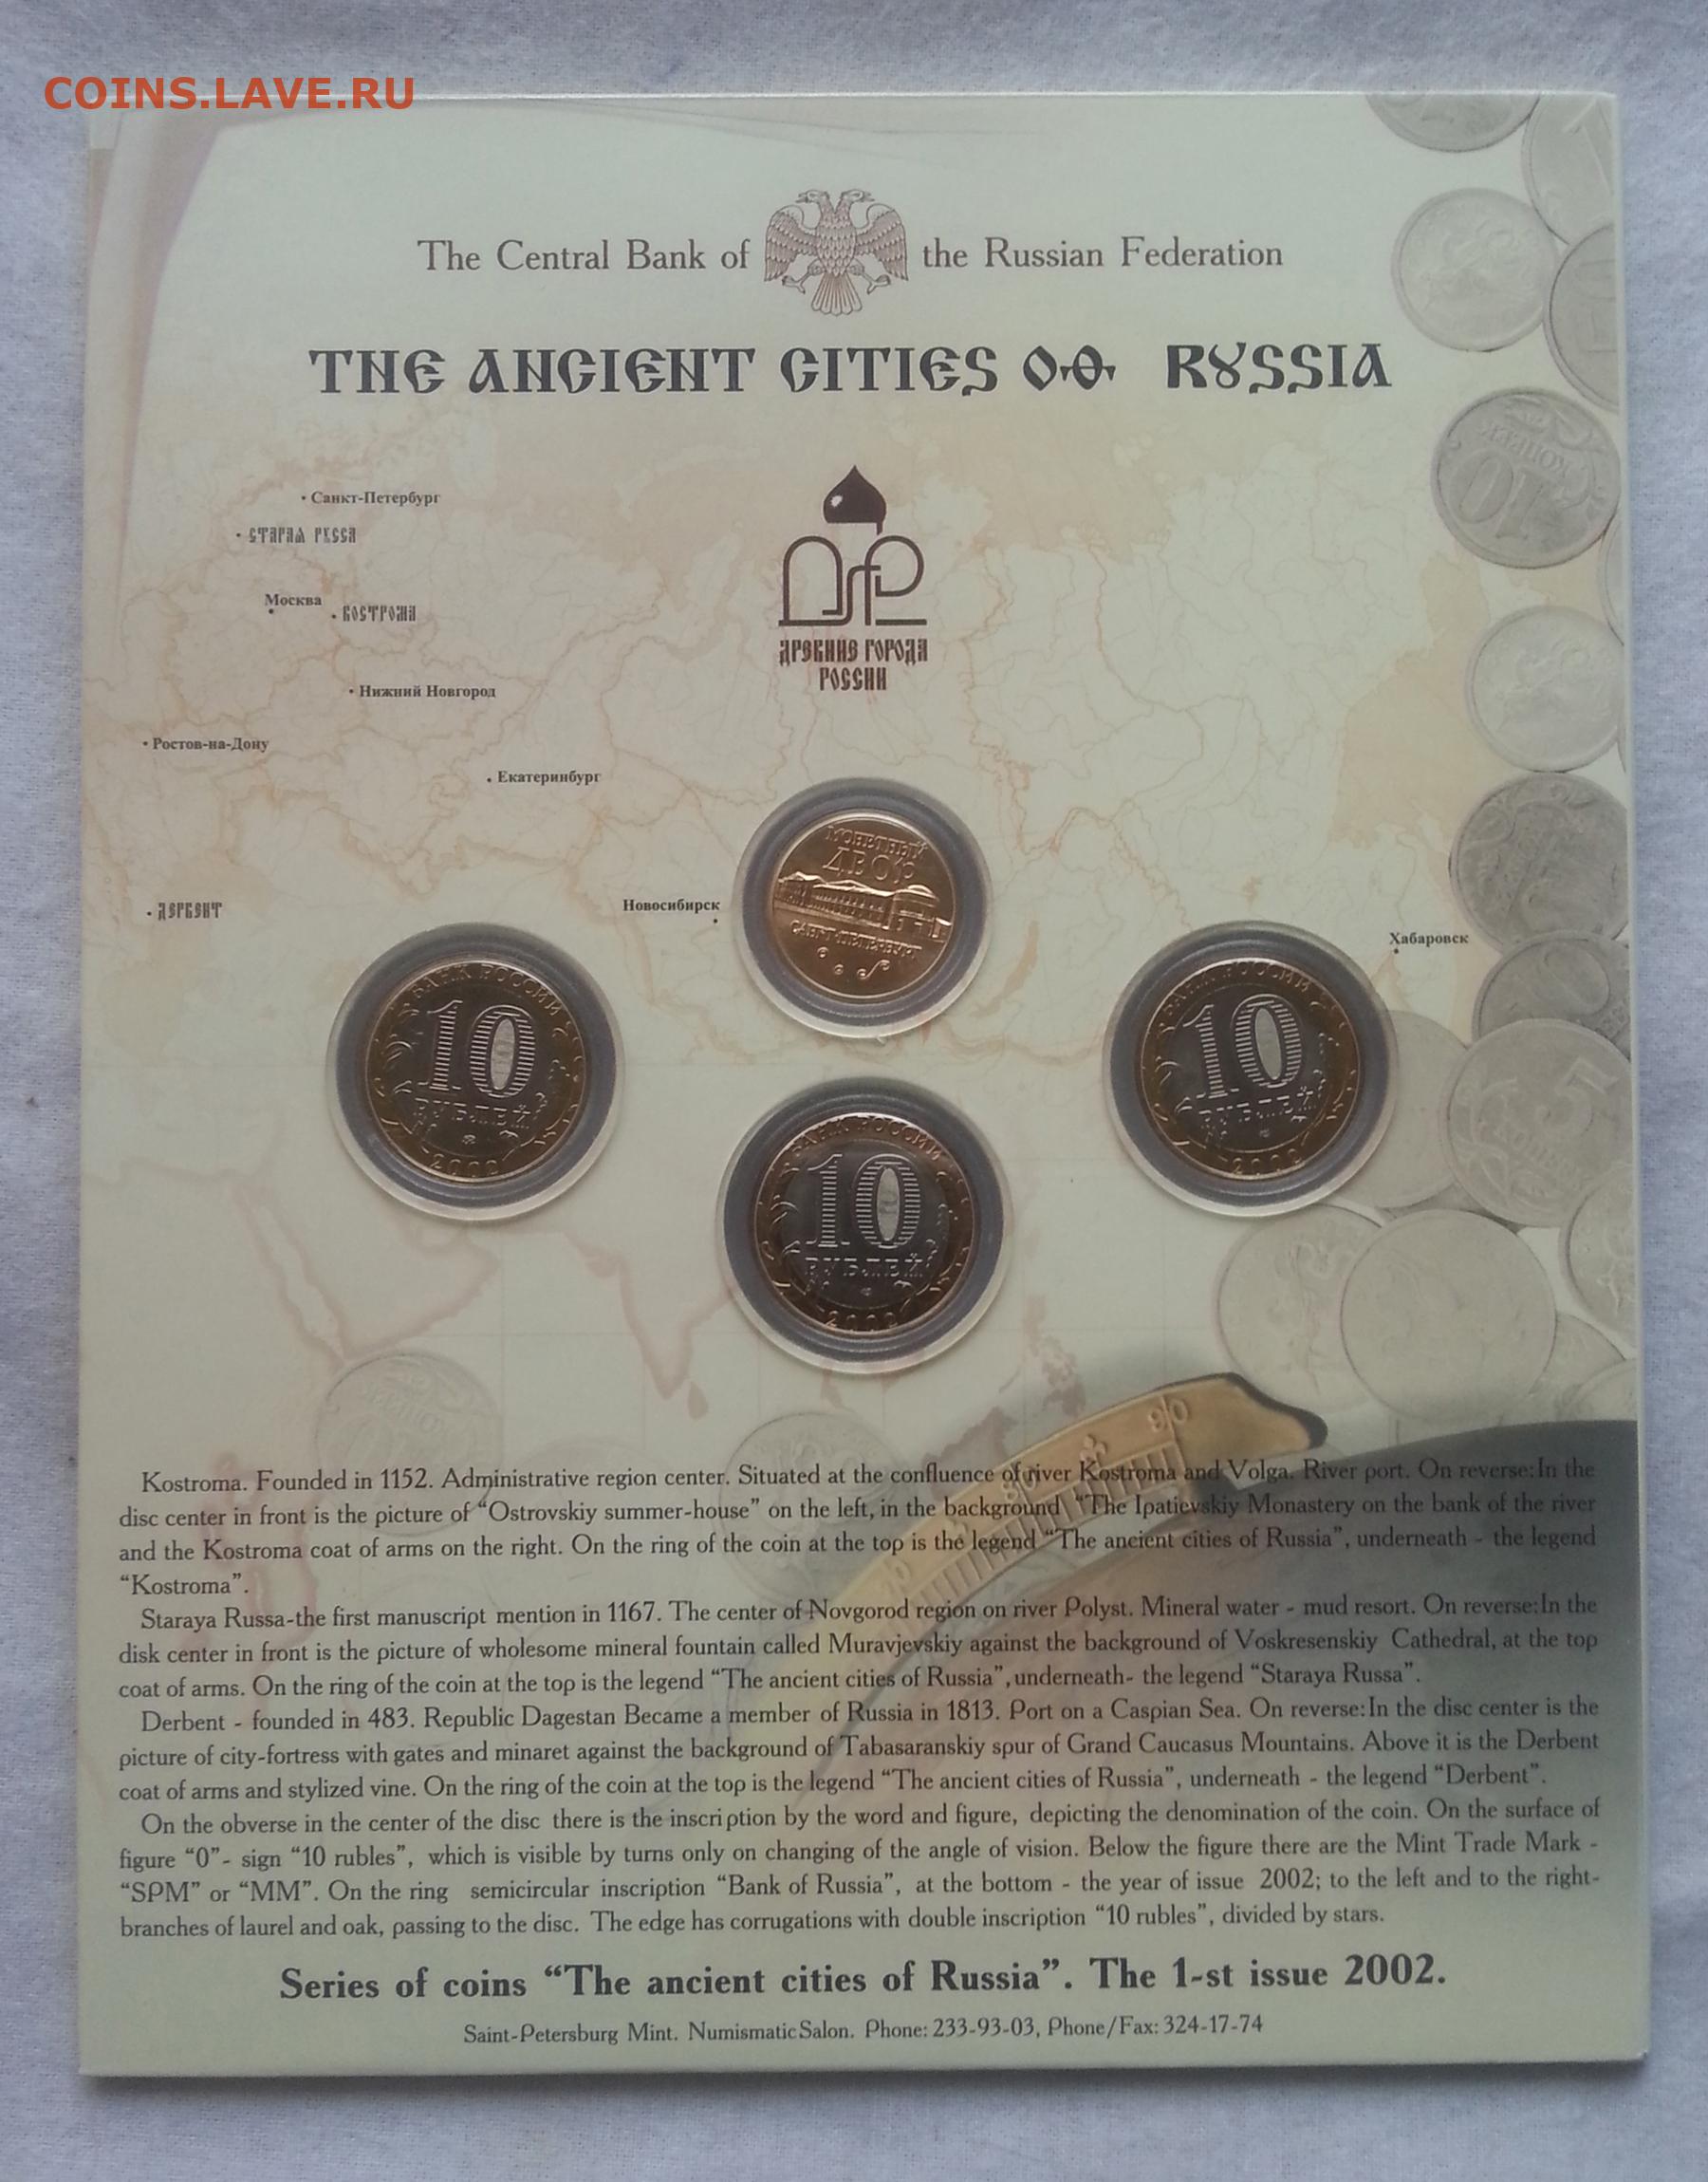 COINS.LAVE.RU
The Central Bank of the Russian Federation
THE ANCIENT CITIES OF RUSSIA
• Санкт-Петербург
• СТАРАЯ РУССА
Москва
• КОСТРОМА
• Нижний Новгород
• Ростов-на-Дону
• Екатеринбург
ДРЕВНИЕ ГОРОДА
РОССИИ
МОНЕТНЫЙ
ДВОР
САНКТ-ПЕТЕРБУРГ
Новосибирск
• ДЕРБЕНТ
Хабаровск
БАНК РОССИИ
10
РУБЛЕЙ
2002
БАНК РОССИИ
10
РУБЛЕЙ
2002
БАНК РОССИИ
10
РУБЛЕЙ
2002
10
КОПЕЕК
5
Kostroma. Founded in 1152. Administrative region center. Situated at the confluence of river Kostroma and Volga. River port. On reverse:In the
disc center in front is the picture of “Ostrovskiy summer-house” on the left, in the background “The Ipatievskiy Monastery on the bank of the river
and the Kostroma coat of arms on the right. On the ring of the coin at the top is the legend “The ancient cities of Russia”, underneath - the legend
“Kostroma”.
Staraya Russa-the first manuscript mention in 1167. The center of Novgorod region on river Polyst. Mineral water - mud resort. On reverse:In the
disk center in front is the picture of wholesome mineral fountain called Muravjevskiy against the background of Voskresenskiy Cathedral, at the top
coat of arms. On the ring of the coin at the top is the legend “The ancient cities of Russia”, underneath- the legend “Staraya Russa”.
Derbent - founded in 483. Republic Dagestan Became a member of Russia in 1813. Port on a Caspian Sea. On reverse:In the disc center is the
picture of city-fortress with gates and minaret against the background of Tabasaranskiy spur of Grand Caucasus Mountains. Above it is the Derbent
coat of arms and stylized vine. On the ring of the coin at the top is the legend “The ancient cities of Russia”, underneath - the legend “Derbent”.
On the obverse in the center of the disc there is the inscription by the word and figure, depicting the denomination of the coin. On the surface of
figure “0”- sign “10 rubles”, which is visible by turns only on changing of the angle of vision. Below the figure there are the Mint Trade Mark -
“SPM” or “MM”. On the ring semicircular inscription “Bank of Russia”, at the bottom - the year of issue 2002; to the left and to the right-
branches of laurel and oak, passing to the disc. The edge has corrugations with double inscription “10 rubles”, divided by stars.
Series of coins “The ancient cities of Russia”. The 1-st issue 2002.
Saint-Petersburg Mint. Numismatic Salon. Phone: 233-93-03, Phone/Fax: 324-17-74